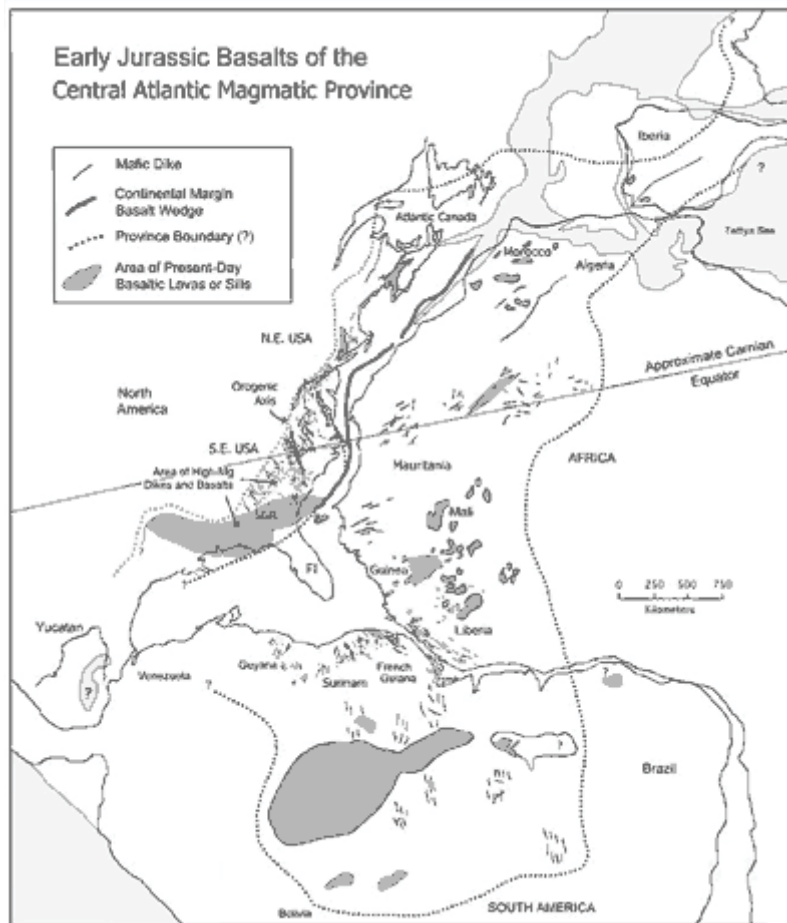 Early Jurassic Basalts of the
Central Atlantic Magmatic Province
Mafic Dike
Continental Margin
Basalt Wedge
Province Boundary (?)
Area of Present-Day
Basaltic Lavas or Sills
?
Iberia
?
Tethys Sea
Atlantic Canada
Morocco
Algeria
N.E. USA
Approximate Carnian
Equator
North
America
Orogenic
Axis
S.E. USA
AFRICA
Mauritania
Area of High-Mg
Dikes and Basalts
SGR
Mali
?
Fl
Guinea
0 250 500 750
Kilometers
?
Liberia
Yucatan
?
Venezuela
?
Guyana
Surinam
French
Guiana
?
?
Brazil
Bolivia
SOUTH AMERICA